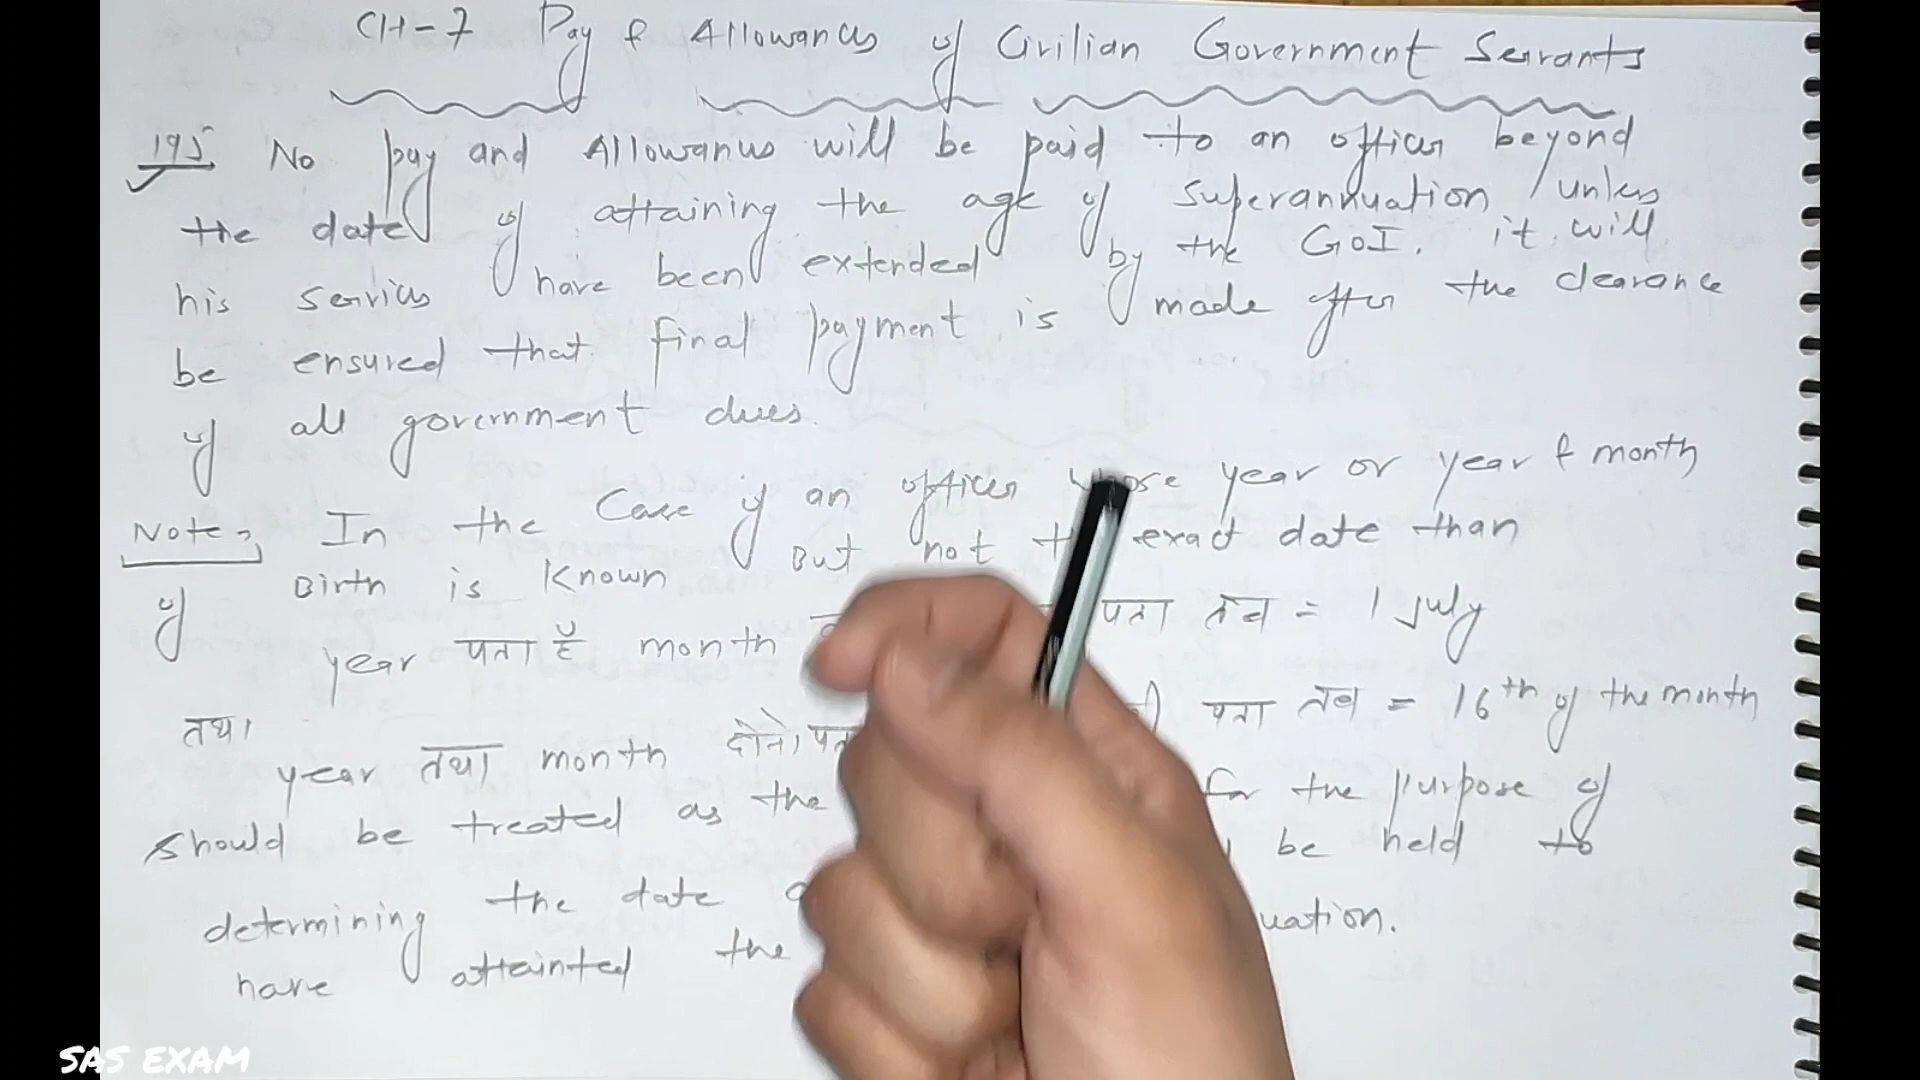 CH-7 Pay & Allowances of Civilian Government Servants
195 No pay and Allowances will be paid to an officer beyond
the date of attaining the age of superannuation, unless
his services have been extended by the GoI. it will
be ensured that final payment is made after the clearance
of all government dues.
Note, In the Case of an officer whose year or year & month
of Birth is known But not exact date than
year पता है month पता तब = 1 July
तथा
year तथा month दोनो पता तब = 16th of the month
should be treated as the for the purpose of
determining the date be held to
have attainted the
SAS EXAM